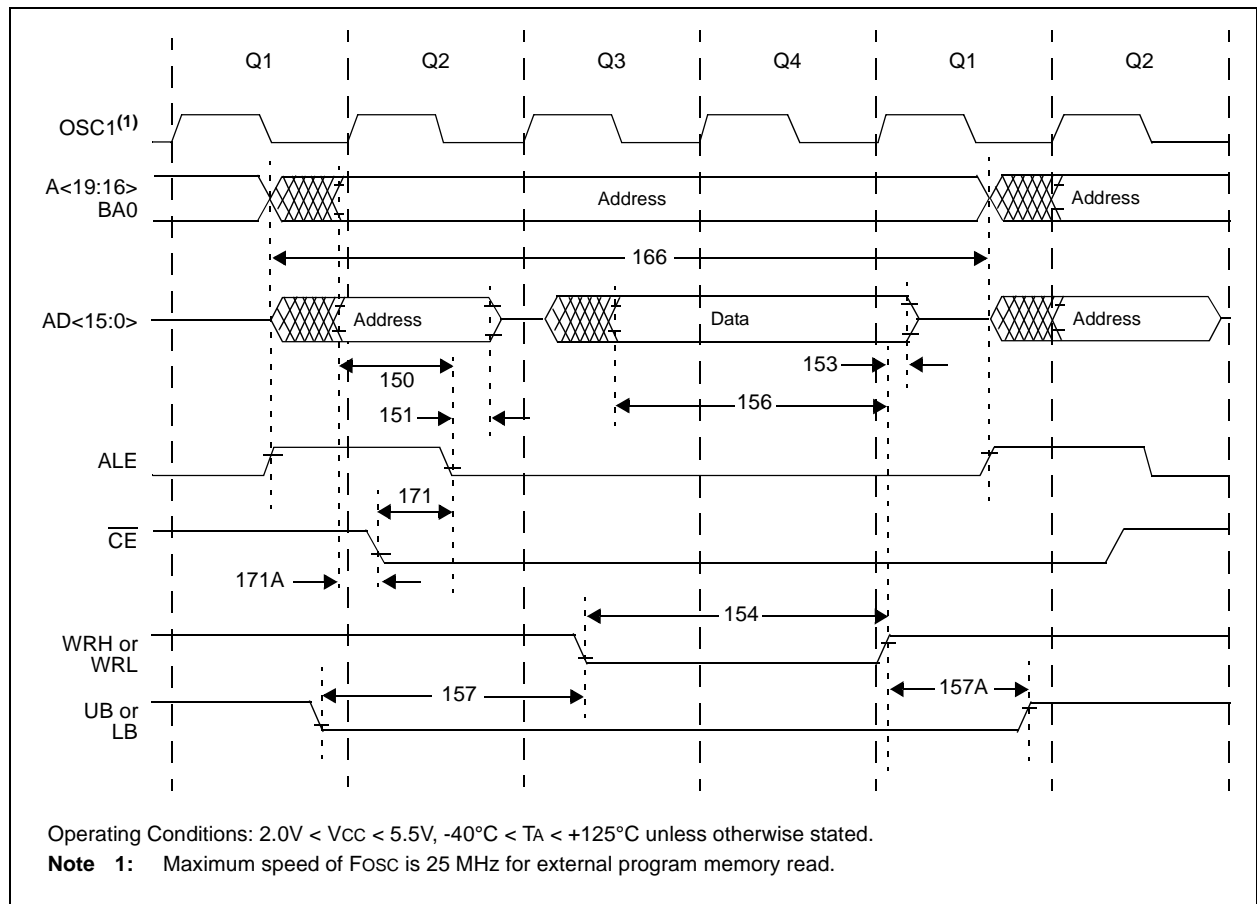 Q1 Q2 Q3 Q4 Q1 Q2
OSC1(1)
A<19:16>
BA0
Address
Address
166
AD<15:0>
Address
Data
Address
150
153
151
156
ALE
171
CE
171A
154
WRH or
WRL
157
157A
UB or
LB
Operating Conditions: 2.0V < VCC < 5.5V, -40°C < TA < +125°C unless otherwise stated.
Note 1: Maximum speed of FOSC is 25 MHz for external program memory read.